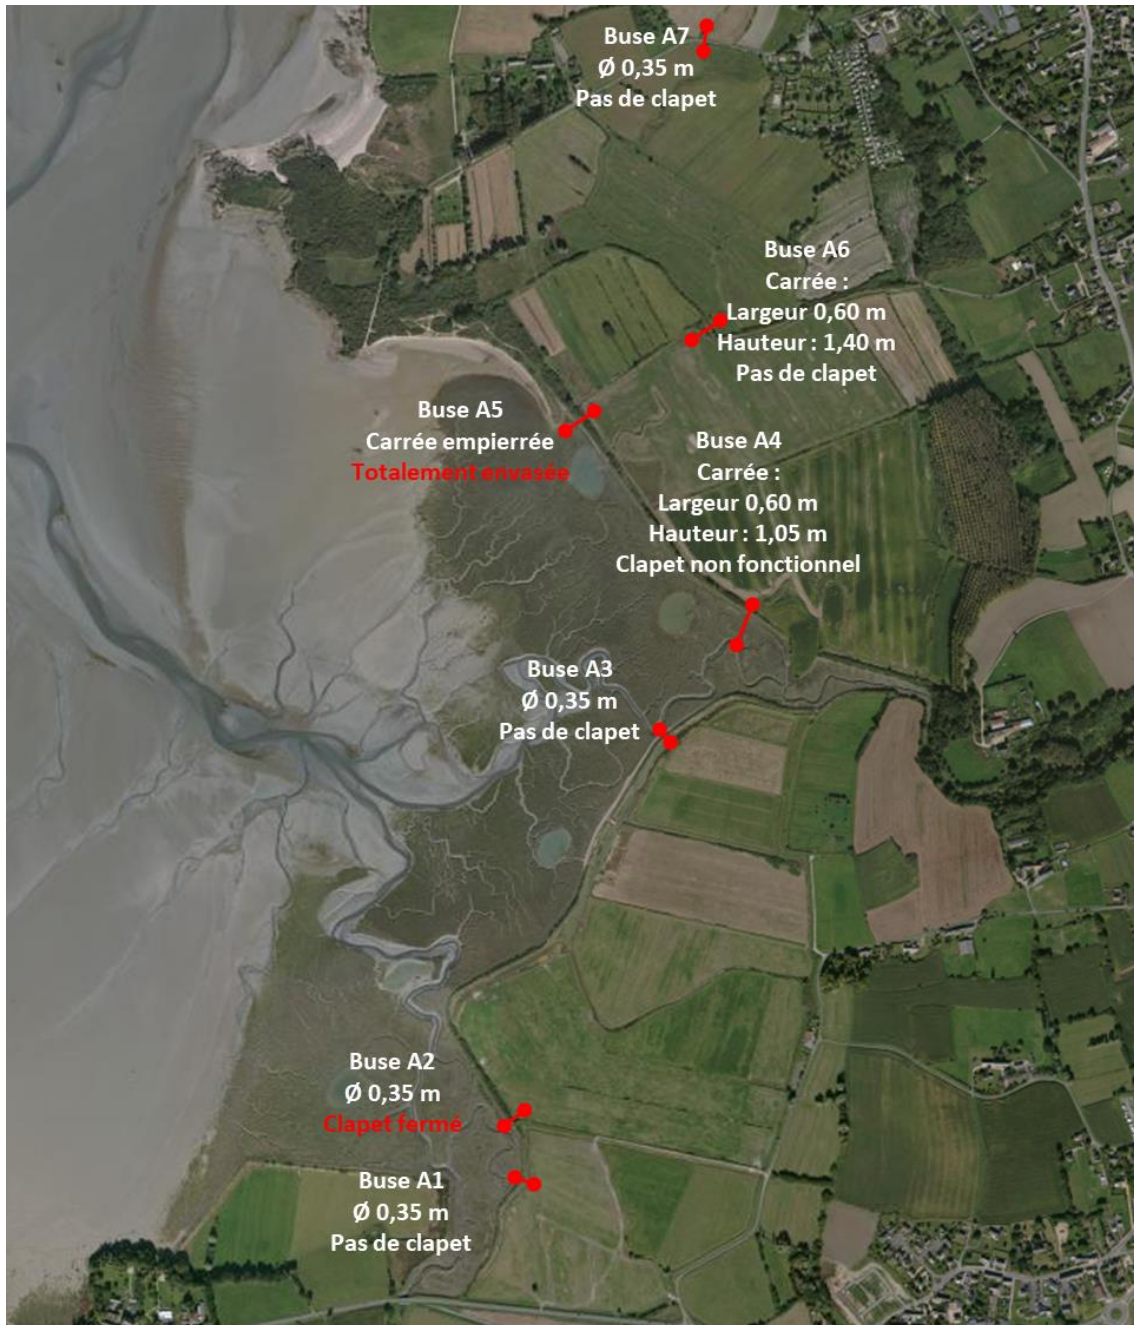 Buse A7
Ø 0,35 m
Pas de clapet
Buse A6
Carrée :
Largeur 0,60 m
Hauteur : 1,40 m
Pas de clapet
Buse A5
Carrée empierrée
Totalement envasée
Buse A4
Carrée :
Largeur 0,60 m
Hauteur : 1,05 m
Clapet non fonctionnel
Buse A3
Ø 0,35 m
Pas de clapet
Buse A2
Ø 0,35 m
Clapet fermé
Buse A1
Ø 0,35 m
Pas de clapet